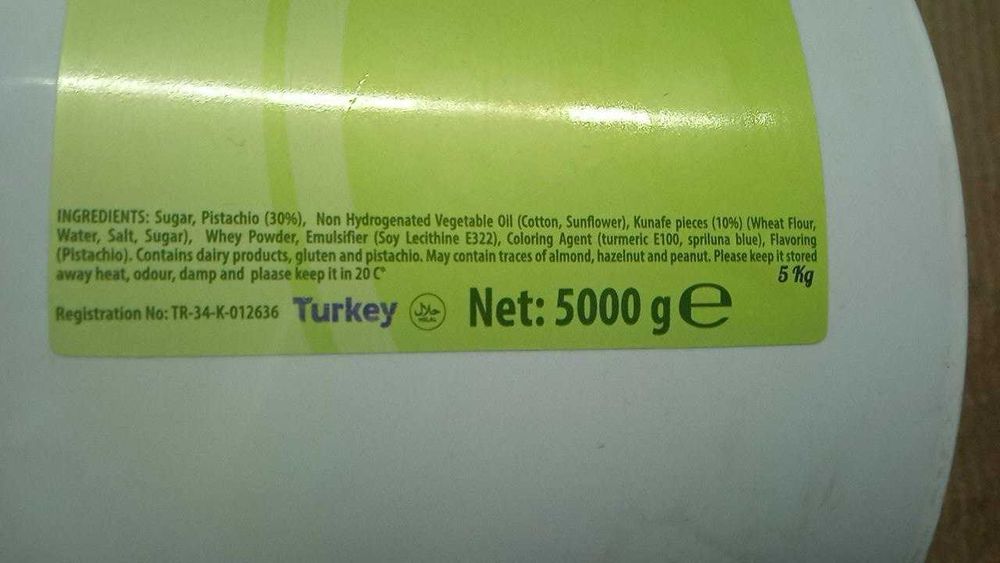 INGREDIENTS: Sugar, Pistachio (30%), Non Hydrogenated Vegetable Oil (Cotton, Sunflower), Kunafe pieces (10%) (Wheat Flour,
Water, Salt, Sugar), Whey Powder, Emulsifier (Soy Lecithine E322), Coloring Agent (turmeric E100, spriluna blue), Flavoring
(Pistachio). Contains dairy products, gluten and pistachio. May contain traces of almond, hazelnut and peanut. Please keep it stored
away heat, odour, damp and plaase keep it in 20 C°
5 Kg
Registration No: TR-34-K-012636 Turkey حلال HALAL Net: 5000 g e